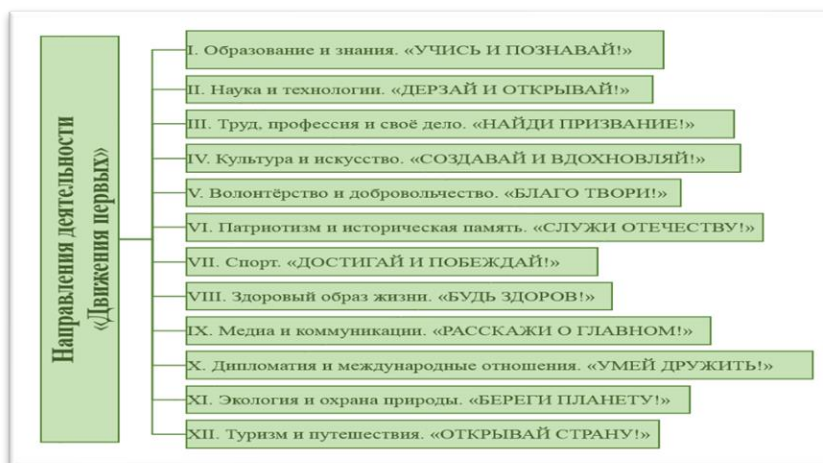 Направления деятельности
«Движения первых»
I. Образование и знания. «УЧИСЬ И ПОЗНАВАЙ!»
II. Наука и технологии. «ДЕРЗАЙ И ОТКРЫВАЙ!»
III. Труд, профессия и своё дело. «НАЙДИ ПРИЗВАНИЕ!»
IV. Культура и искусство. «СОЗДАВАЙ И ВДОХНОВЛЯЙ!»
V. Волонтёрство и добровольчество. «БЛАГО ТВОРИ!»
VI. Патриотизм и историческая память. «СЛУЖИ ОТЕЧЕСТВУ!»
VII. Спорт. «ДОСТИГАЙ И ПОБЕЖДАЙ!»
VIII. Здоровый образ жизни. «БУДЬ ЗДОРОВ!»
IX. Медиа и коммуникации. «РАССКАЖИ О ГЛАВНОМ!»
X. Дипломатия и международные отношения. «УМЕЙ ДРУЖИТЬ!»
XI. Экология и охрана природы. «БЕРЕГИ ПЛАНЕТУ!»
XII. Туризм и путешествия. «ОТКРЫВАЙ СТРАНУ!»